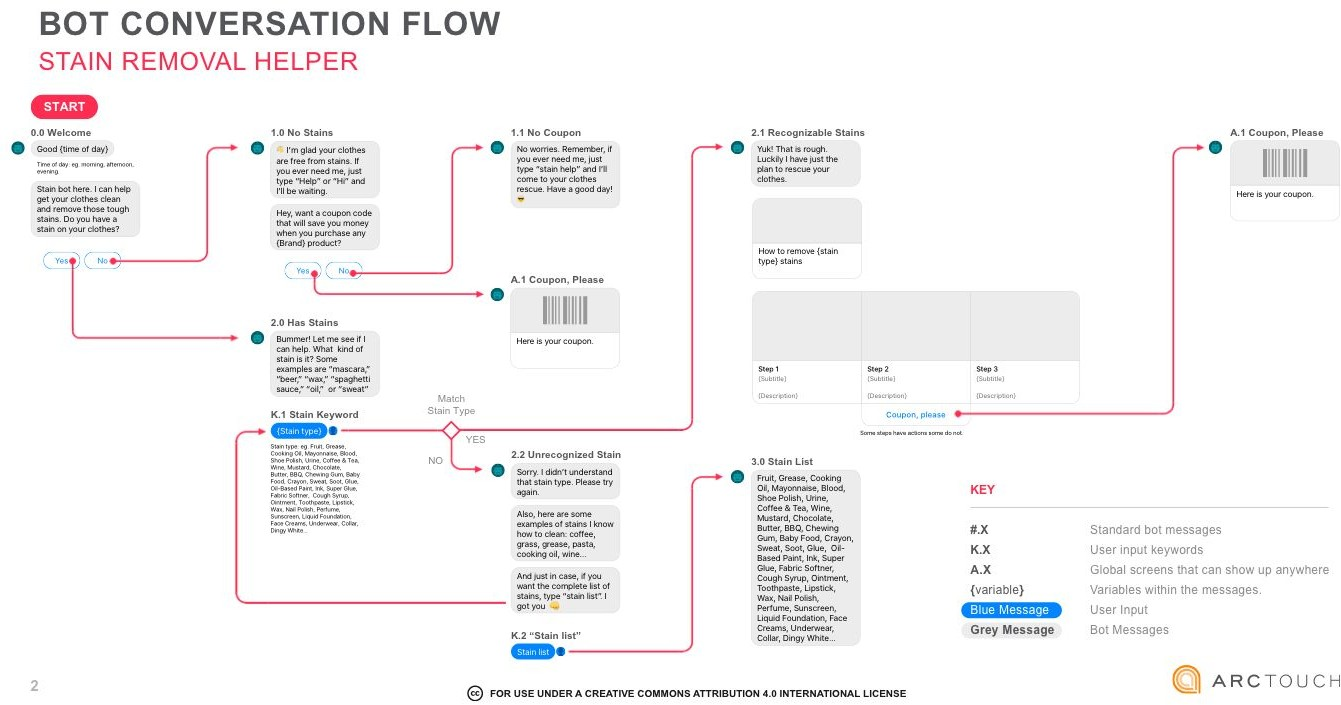 BOT CONVERSATION FLOW
STAIN REMOVAL HELPER
START
0.0 Welcome
Good {time of day}
Time of day: eg. morning, afternoon,
evening.
Stain bot here. I can help
get your clothes clean
and remove those tough
stains. Do you have a
stain on your clothes?
Yes
No
1.0 No Stains
I'm glad your clothes
are free from stains. If
you ever need me, just
type "Help" or "Hi" and
I'll be waiting.
Hey, want a coupon code
that will save you money
when you purchase any
{Brand} product?
Yes
No
1.1 No Coupon
No worries. Remember, if
you ever need me, just
type "stain help" and I'll
come to your clothes
rescue. Have a good day!
A.1 Coupon, Please
Here is your coupon.
2.0 Has Stains
Bummer! Let me see if I
can help. What kind of
stain is it? Some
examples are "mascara,"
"beer," "wax," "spaghetti
sauce," "oil," or "sweat"
K.1 Stain Keyword
{Stain type}
Stain type: eg. Fruit, Grease,
Cooking Oil, Mayonnaise, Blood,
Shoe Polish, Urine, Coffee & Tea,
Wine, Mustard, Chocolate,
Butter, BBQ, Chewing Gum, Baby
Food, Crayon, Sweat, Soot, Glue,
Oil-Based Paint, Ink, Super Glue,
Fabric Softner, Cough Syrup,
Ointment, Toothpaste, Lipstick,
Wax, Nail Polish, Perfume,
Sunscreen, Liquid Foundation,
Face Creams, Underwear, Collar,
Dingy White...
Match
Stain Type
YES
NO
2.2 Unrecognized Stain
Sorry. I didn't understand
that stain type. Please try
again.
Also, here are some
examples of stains I know
how to clean: coffee,
grass, grease, pasta,
cooking oil, wine...
And just in case, if you
want the complete list of
stains, type "stain list". I
got you
K.2 "Stain list"
Stain list
2.1 Recognizable Stains
Yuk! That is rough.
Luckily I have just the
plan to rescue your
clothes.
How to remove {stain
type} stains
Step 1
{Subtitle}
{Description}
Step 2
{Subtitle}
{Description}
Step 3
{Subtitle}
{Description}
Coupon, please
Some steps have actions some do not.
3.0 Stain List
Fruit, Grease, Cooking
Oil, Mayonnaise, Blood,
Shoe Polish, Urine,
Coffee & Tea, Wine,
Mustard, Chocolate,
Butter, BBQ, Chewing
Gum, Baby Food, Crayon,
Sweat, Soot, Glue, Oil-
Based Paint, Ink, Super
Glue, Fabric Softner,
Cough Syrup, Ointment,
Toothpaste, Lipstick,
Wax, Nail Polish,
Perfume, Sunscreen,
Liquid Foundation, Face
Creams, Underwear,
Collar, Dingy White...
A.1 Coupon, Please
Here is your coupon.
KEY
#.X Standard bot messages
K.X User input keywords
A.X Global screens that can show up anywhere
{variable} Variables within the messages.
Blue Message User Input
Grey Message Bot Messages
2
cc FOR USE UNDER A CREATIVE COMMONS ATTRIBUTION 4.0 INTERNATIONAL LICENSE
ARCTOUCH